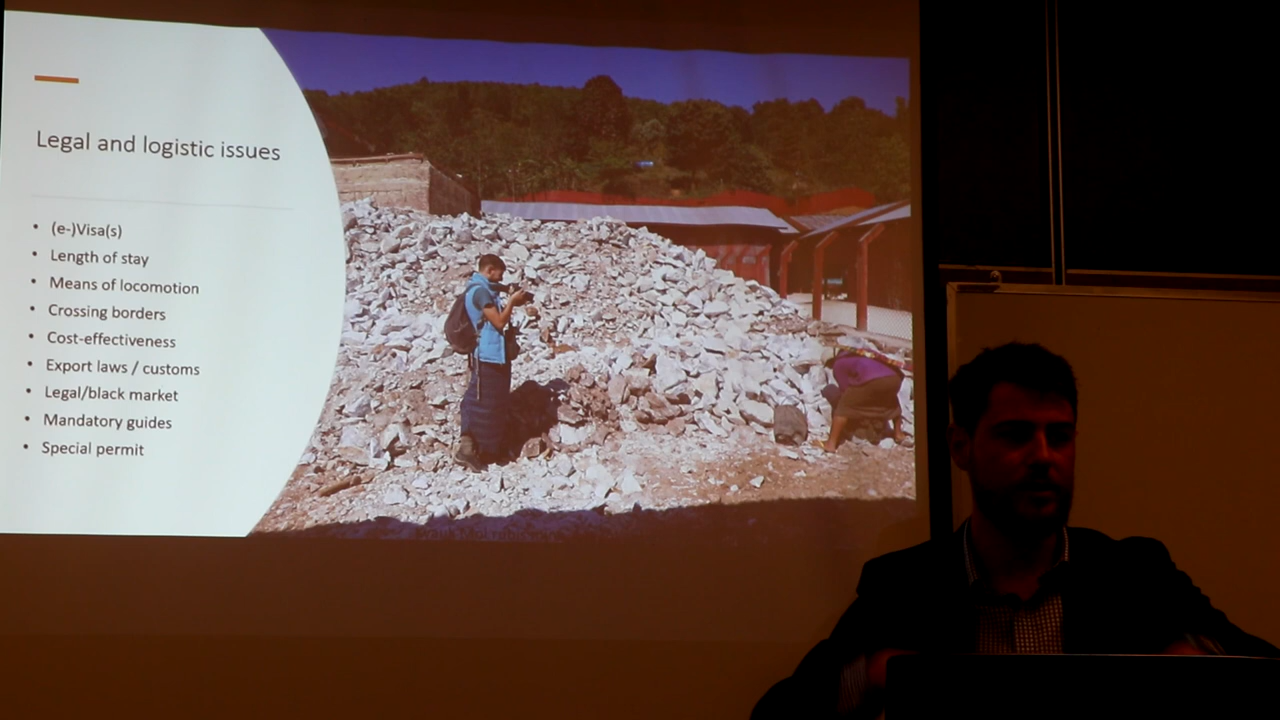 Legal and logistic issues
• (e-)Visa(s)
• Length of stay
• Means of locomotion
• Crossing borders
• Cost-effectiveness
• Export laws / customs
• Legal/black market
• Mandatory guides
• Special permit